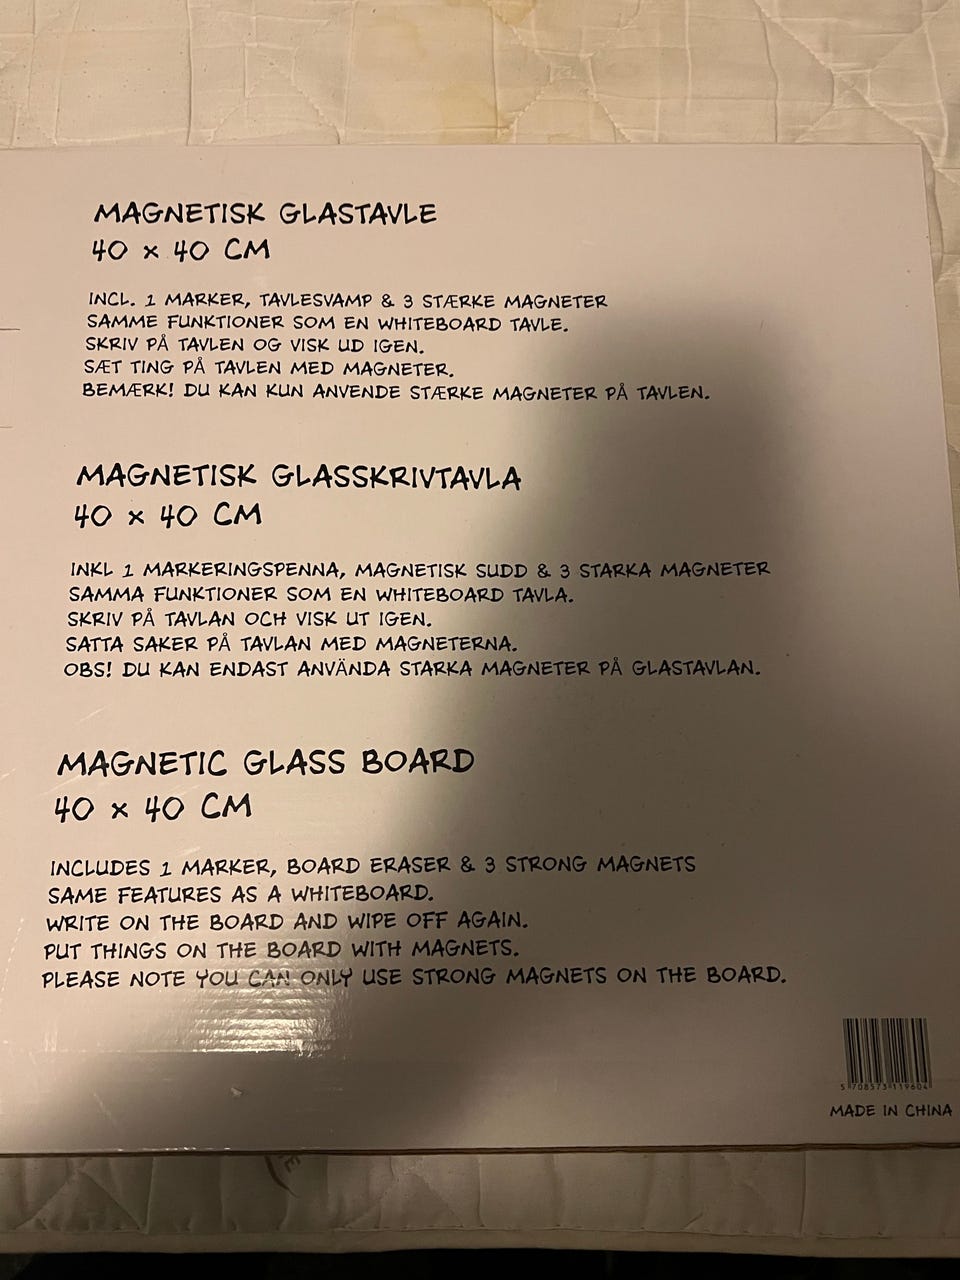 MAGNETISK GLASTAVLE
40 x 40 CM
INCL. 1 MARKER, TAVLESVAMP & 3 STÆRKE MAGNETER
SAMME FUNKTIONER SOM EN WHITEBOARD TAVLE.
SKRIV PÅ TAVLEN OG VISK UD IGEN.
SÆT TING PÅ TAVLEN MED MAGNETER.
BEMÆRK! DU KAN KUN ANVENDE STÆRKE MAGNETER PÅ TAVLEN.
MAGNETISK GLASSKRIVTAVLA
40 x 40 CM
INKL 1 MARKERINGSPENNA, MAGNETISK SUDD & 3 STARKA MAGNETER
SAMMA FUNKTIONER SOM EN WHITEBOARD TAVLA.
SKRIV PÅ TAVLAN OCH VISK UT IGEN.
SATTA SAKER PÅ TAVLAN MED MAGNETERNA.
OBS! DU KAN ENDAST ANVÄNDA STARKA MAGNETER PÅ GLASTAVLAN.
MAGNETIC GLASS BOARD
40 x 40 CM
INCLUDES 1 MARKER, BOARD ERASER & 3 STRONG MAGNETS
SAME FEATURES AS A WHITEBOARD.
WRITE ON THE BOARD AND WIPE OFF AGAIN.
PUT THINGS ON THE BOARD WITH MAGNETS.
PLEASE NOTE YOU CAN ONLY USE STRONG MAGNETS ON THE BOARD.
5 708573 119604
MADE IN CHINA